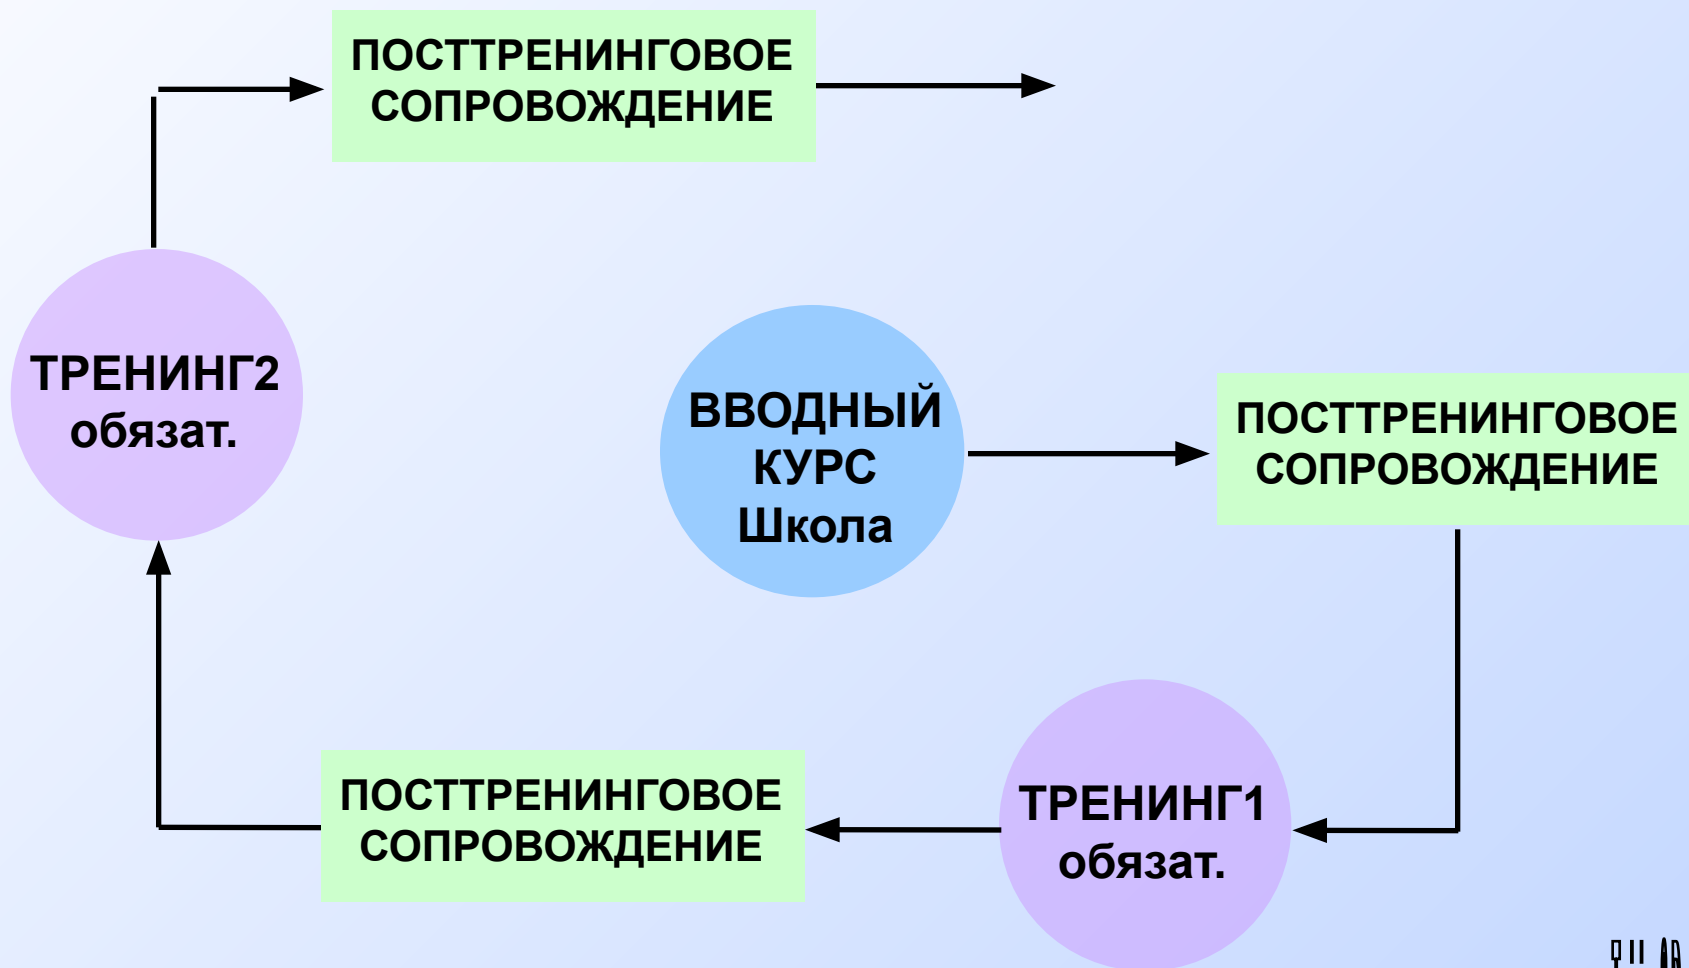 ПОСТТРЕНИНГОВОЕ
СОПРОВОЖДЕНИЕ
ТРЕНИНГ2
обязат.
ВВОДНЫЙ
КУРС
Школа
ПОСТТРЕНИНГОВОЕ
СОПРОВОЖДЕНИЕ
ПОСТТРЕНИНГОВОЕ
СОПРОВОЖДЕНИЕ
ТРЕНИНГ1
обязат.